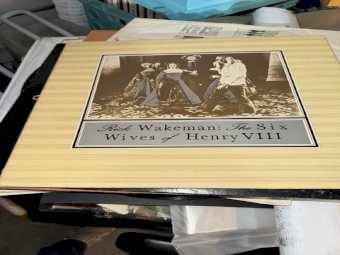 Rick Wakeman: The Six
Wives of Henry VIII